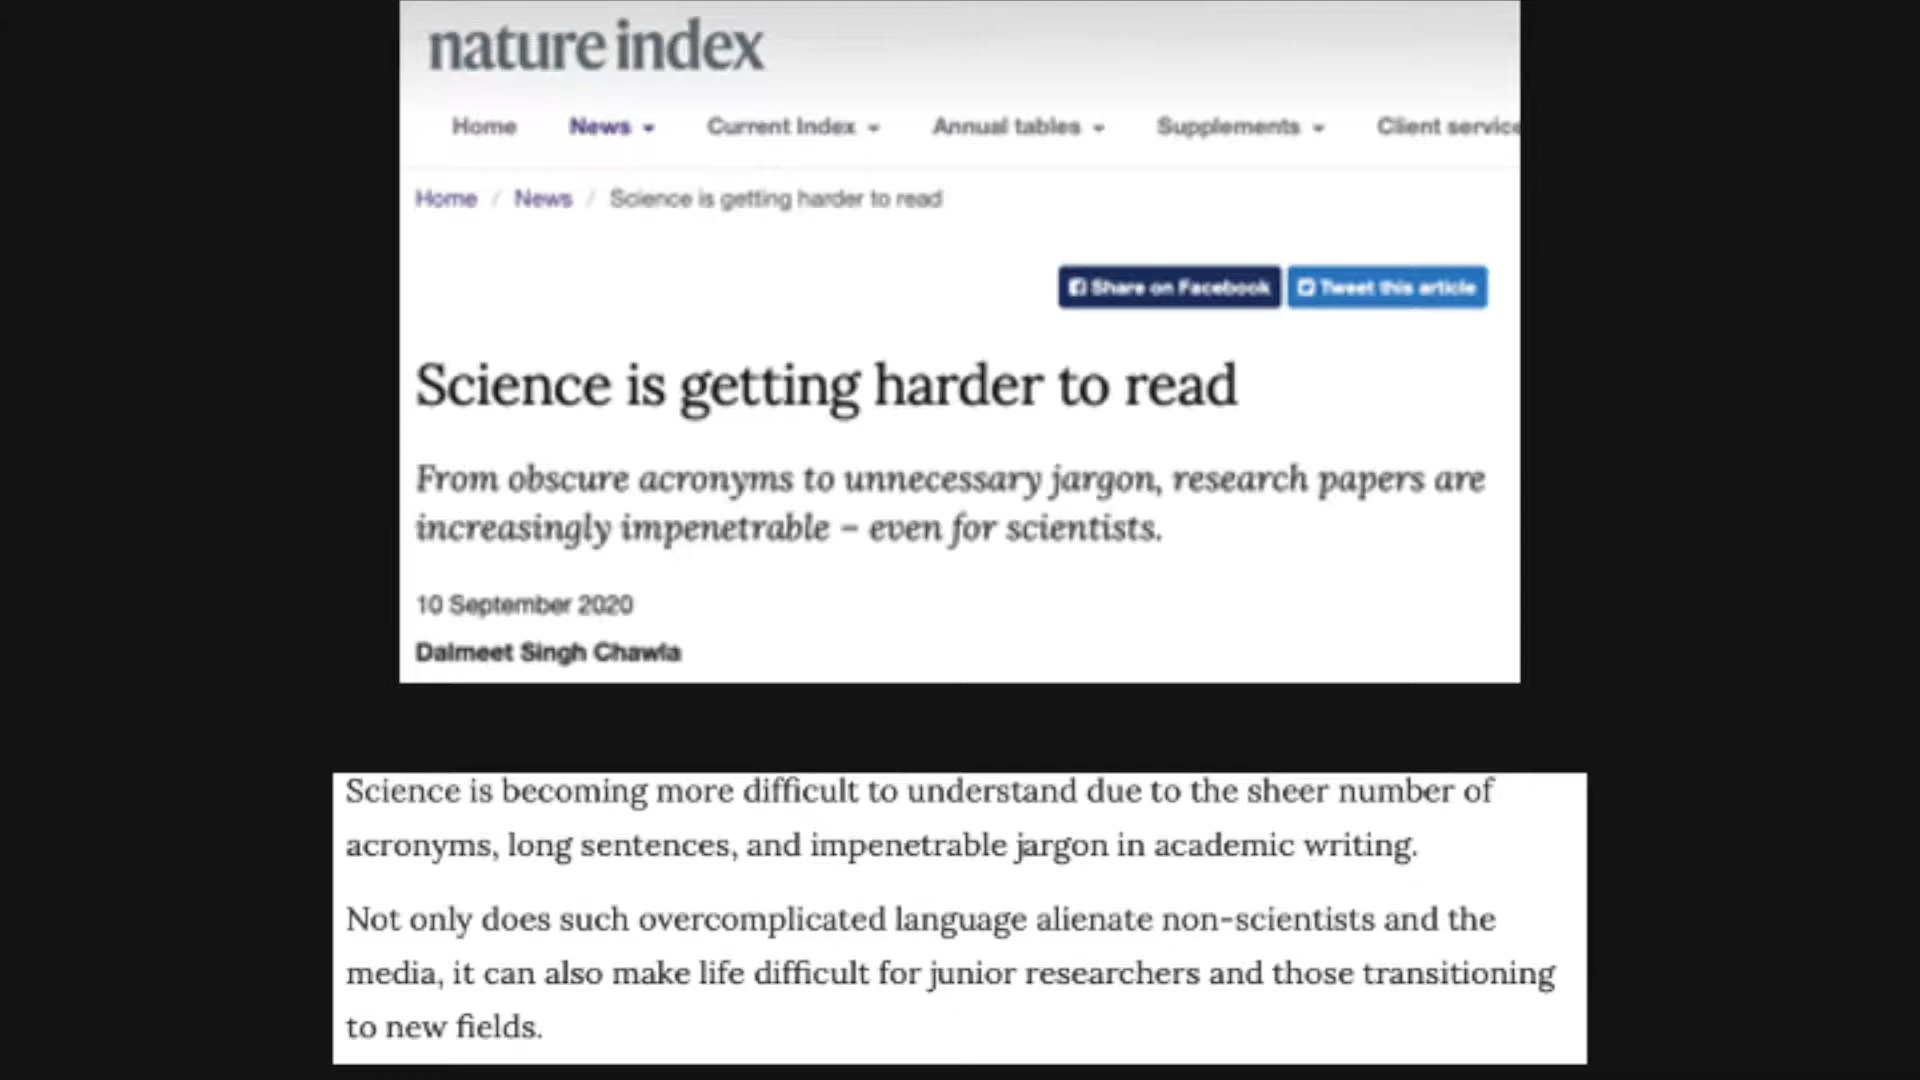 nature index
Home News Current Index Annual tables Supplements Client service
Home / News / Science is getting harder to read
Share on Facebook Tweet this article
Science is getting harder to read
From obscure acronyms to unnecessary jargon, research papers are
increasingly impenetrable – even for scientists.
10 September 2020
Dalmeet Singh Chawla
Science is becoming more difficult to understand due to the sheer number of
acronyms, long sentences, and impenetrable jargon in academic writing.
Not only does such overcomplicated language alienate non-scientists and the
media, it can also make life difficult for junior researchers and those transitioning
to new fields.